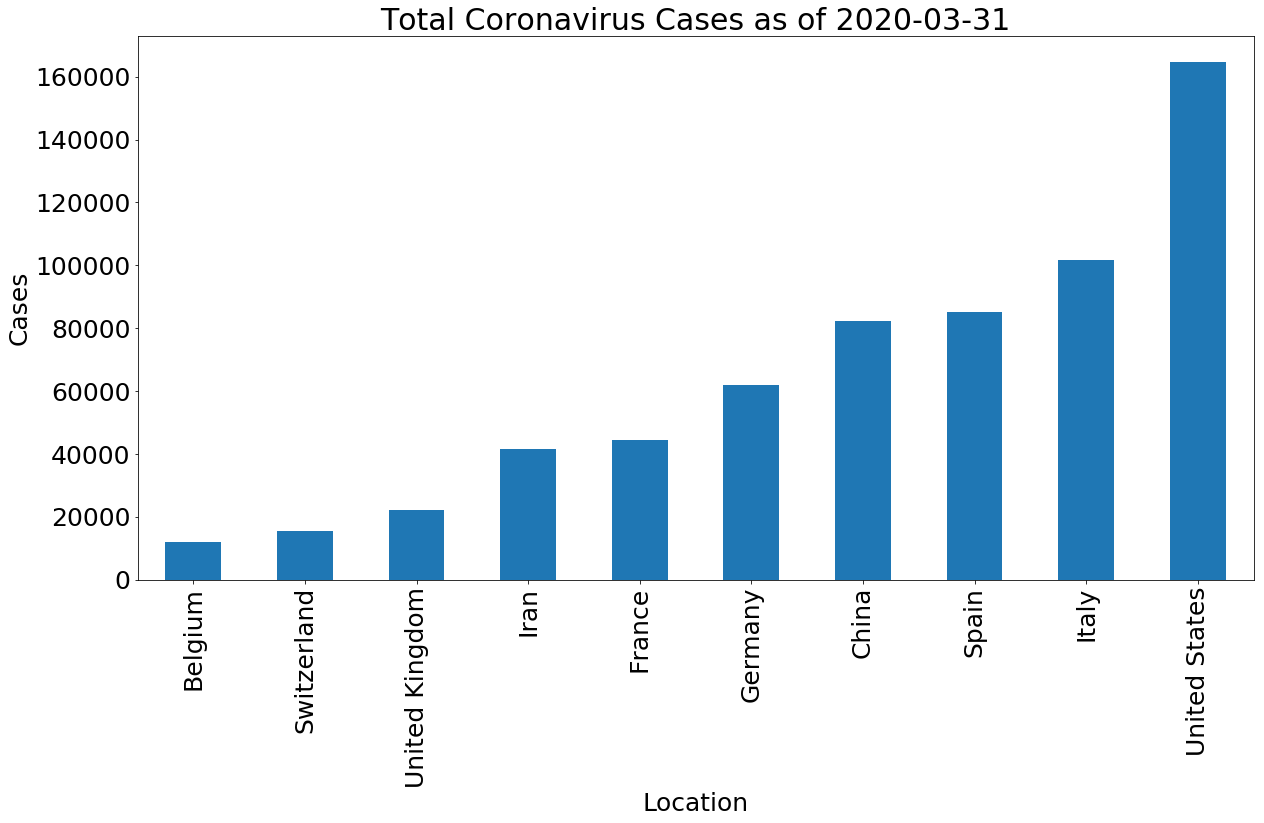 Total Coronavirus Cases as of 2020-03-31
Cases
160000
140000
120000
100000
80000
60000
40000
20000
0
Belgium
Switzerland
United Kingdom
Iran
France
Germany
China
Spain
Italy
United States
Location